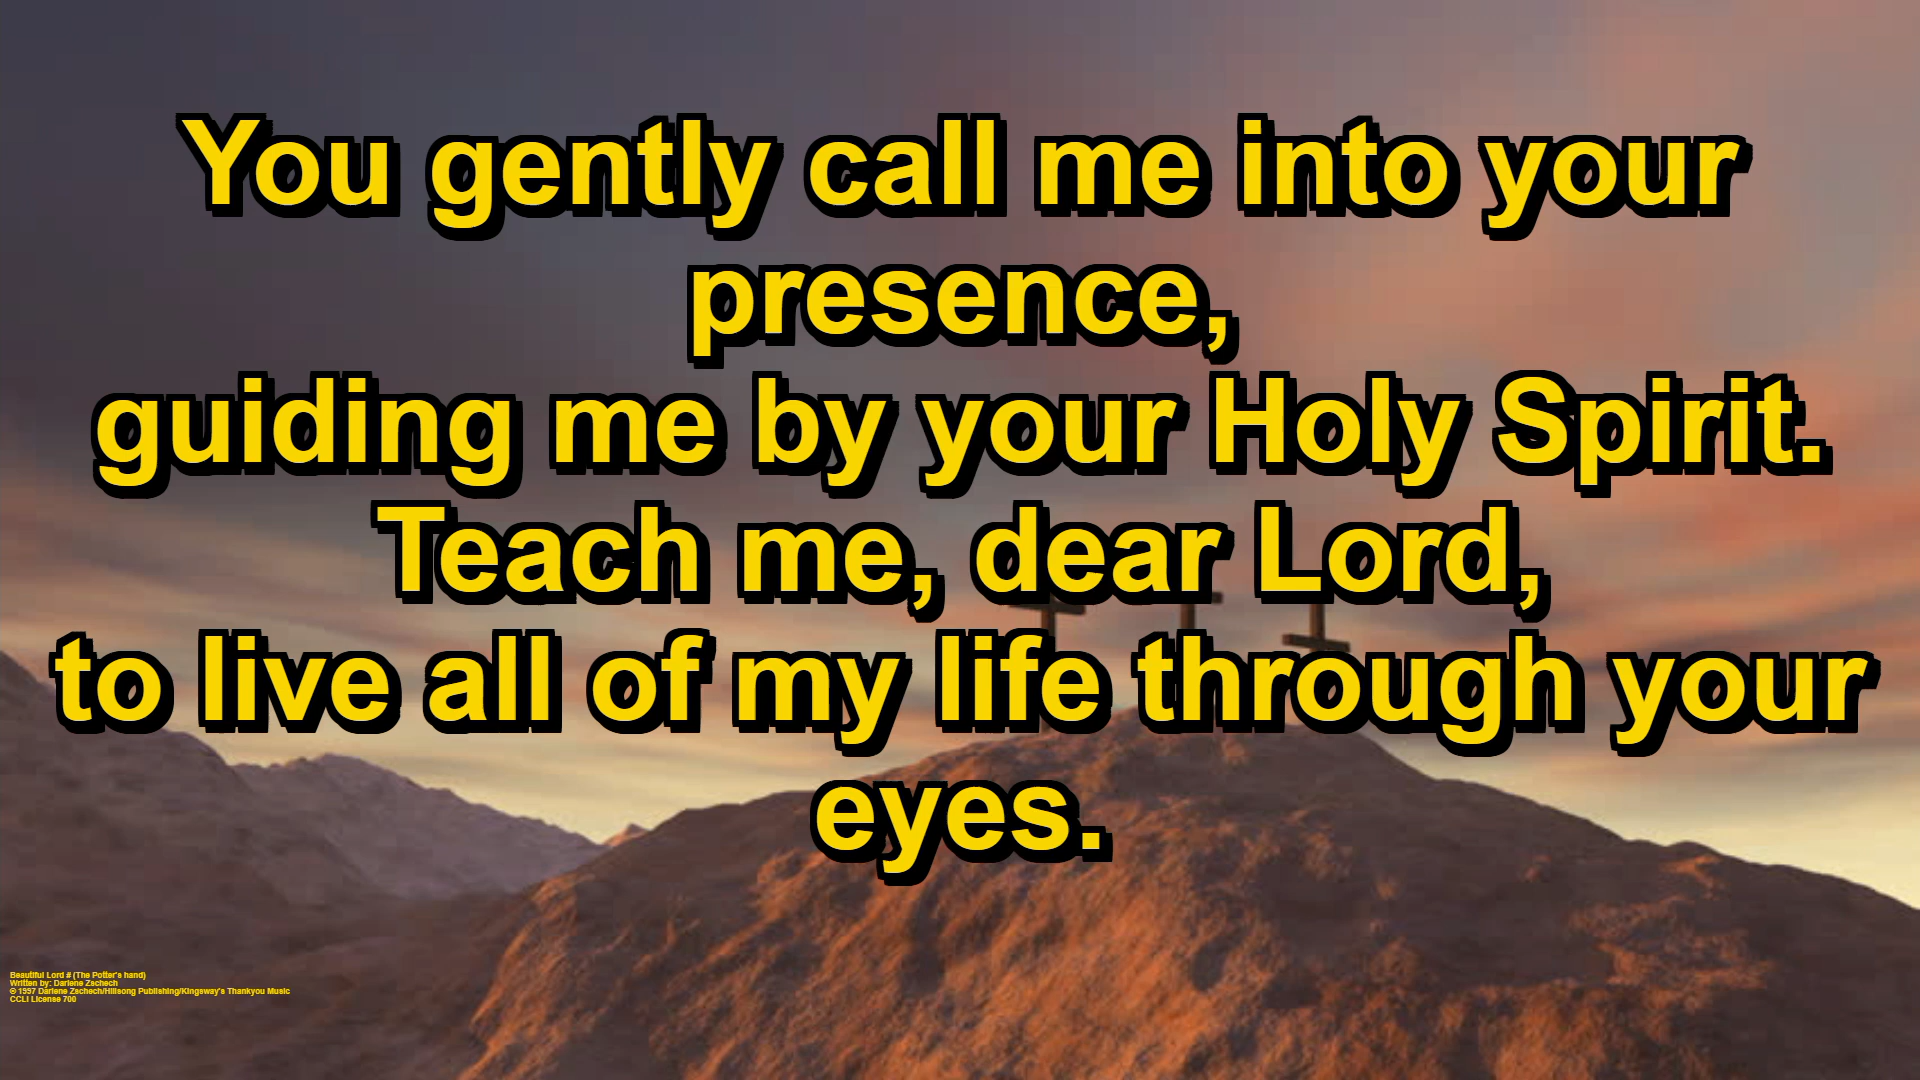 You gently call me into your
presence,
guiding me by your Holy Spirit.
Teach me, dear Lord,
to live all of my life through your
eyes.
Beautiful Lord # (The Potter's hand)
Written by: Darlene Zschech
© 1997 Darlene Zschech/Hillsong Publishing/Kingsway's Thankyou Music
CCLI License 700